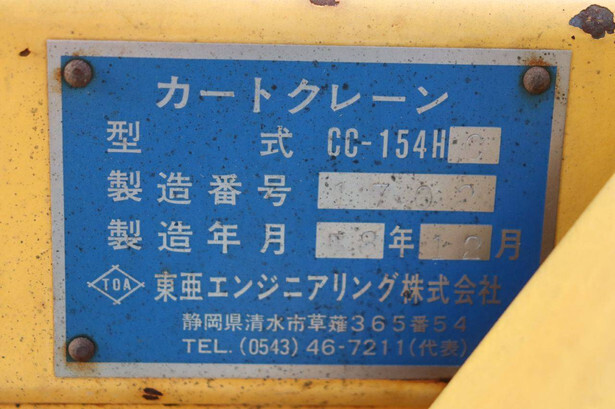 カートクレーン
型式 CC-154H
製造番号
製造年月 年 月
TOA 東亜エンジニアリング株式会社
静岡県清水市草薙365番54
TEL.(0543)46-7211(代表)